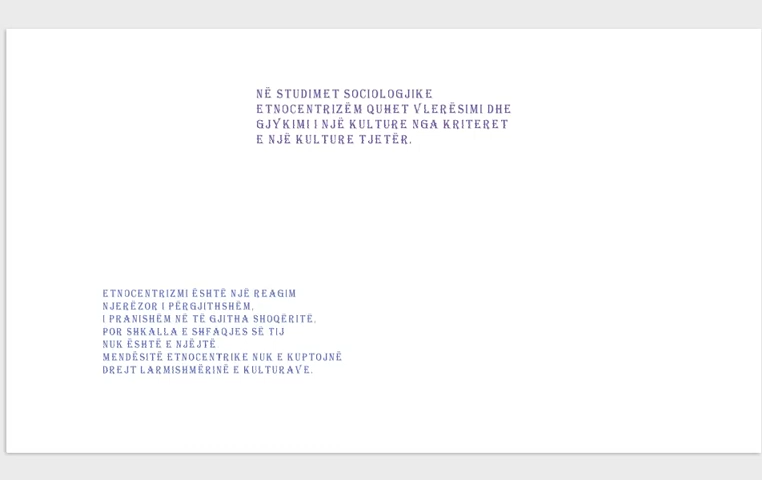 NË STUDIMET SOCIOLOGJIKE
ETNOCENTRIZËM QUHET VLERËSIMI DHE
GJYKIMI I NJË KULTURE NGA KRITERET
E NJË KULTURE TJETËR.
ETNOCENTRIZMI ËSHTË NJË REAGIM
NJERËZOR I PËRGJITHSHËM,
I PRANISHËM NË TË GJITHA SHOQËRITË.
POR SHKALLA E SHFAQJES SË TIJ
NUK ËSHTË E NJËJTË
MENDËSITË ETNOCENTRIKE NUK E KUPTOJNË
DREJT LARMISHMËRINË E KULTURAVE.